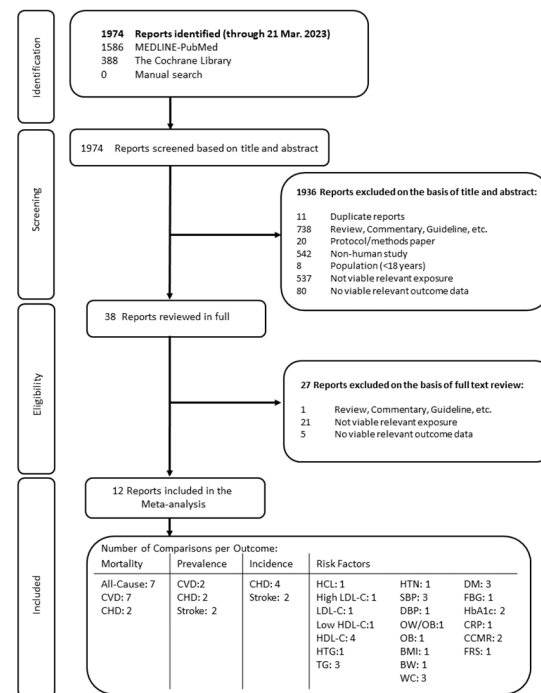 Identification
1974 Reports identified (through 21 Mar. 2023)
1586 MEDLINE-PubMed
388 The Cochrane Library
0 Manual search
Screening
1974 Reports screened based on title and abstract
1936 Reports excluded on the basis of title and abstract:
11 Duplicate reports
738 Review, Commentary, Guideline, etc.
20 Protocol/methods paper
542 Non-human study
8 Population (<18 years)
537 Not viable relevant exposure
80 No viable relevant outcome data
38 Reports reviewed in full
Eligibility
27 Reports excluded on the basis of full text review:
1 Review, Commentary, Guideline, etc.
21 Not viable relevant exposure
5 No viable relevant outcome data
12 Reports included in the
Meta-analysis
Included
Number of Comparisons per Outcome:
Mortality Prevalence Incidence Risk Factors
All-Cause: 7 CVD:2 CHD: 4 HCL: 1 HTN: 1 DM: 3
CVD: 7 CHD: 2 Stroke: 2 High LDL-C: 1 SBP: 3 FBG: 1
CHD: 2 Stroke: 2 LDL-C: 1 DBP: 1 HbA1c: 2
Low HDL-C:1 OW/OB:1 CRP: 1
HDL-C: 4 OB: 1 CCMR: 2
HTG:1 BMI: 1 FRS: 1
TG: 3 BW: 1
WC: 3